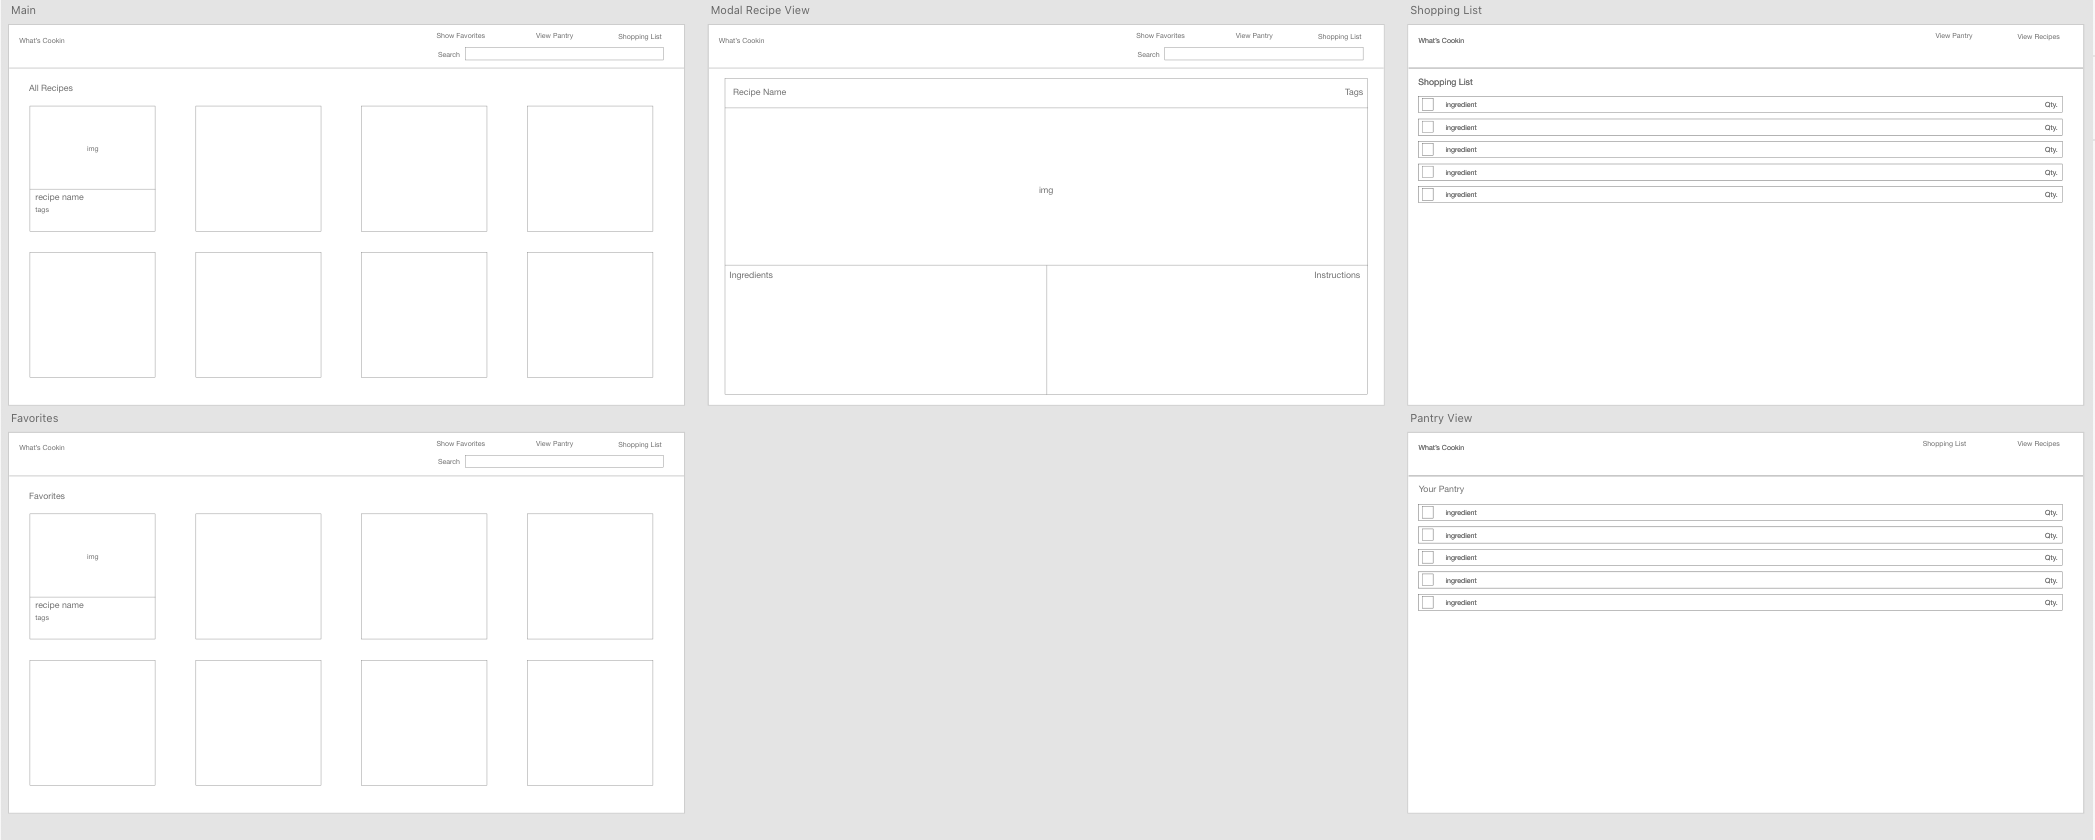 Main
What's Cookin
Show Favorites
View Pantry
Shopping List
Search
All Recipes
img
recipe name
tags
Modal Recipe View
What's Cookin
Show Favorites
View Pantry
Shopping List
Search
Recipe Name
Tags
img
Ingredients
Instructions
Shopping List
What's Cookin
View Pantry
View Recipes
Shopping List
ingredient Qty.
ingredient Qty.
ingredient Qty.
ingredient Qty.
ingredient Qty.
Favorites
What's Cookin
Show Favorites
View Pantry
Shopping List
Search
Favorites
img
recipe name
tags
Pantry View
What's Cookin
Shopping List
View Recipes
Your Pantry
ingredient Qty.
ingredient Qty.
ingredient Qty.
ingredient Qty.
ingredient Qty.